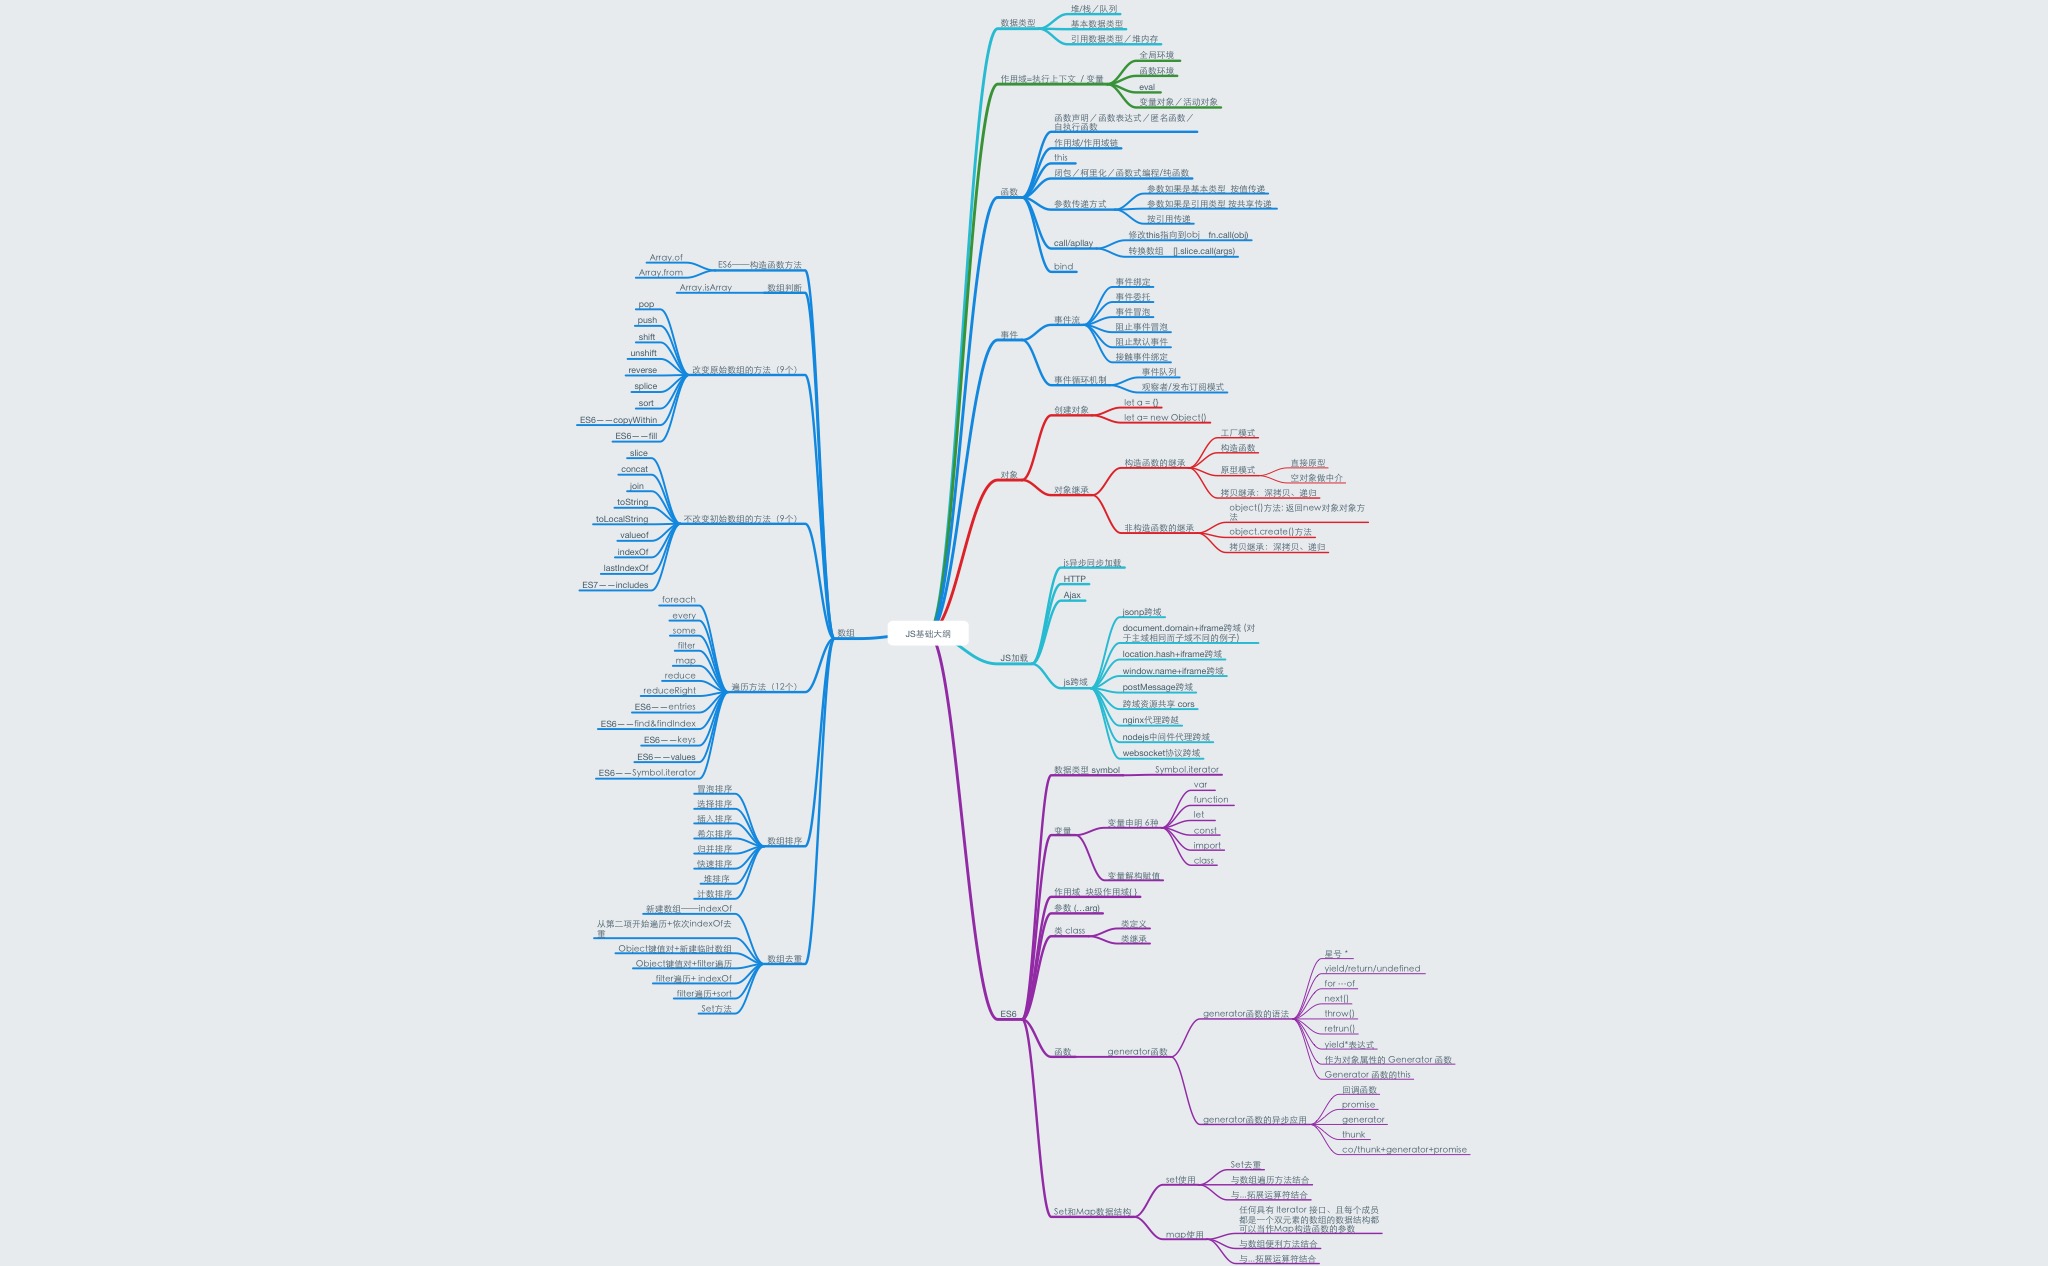 JS基础大纲
数据类型
堆/栈／队列
基本数据类型
引用数据类型／堆内存
作用域=执行上下文 / 变量
全局环境
函数环境
eval
变量对象／活动对象
函数
函数声明／函数表达式／匿名函数／
自执行函数
作用域/作用域链
this
闭包／柯里化／函数式编程/纯函数
参数传递方式
参数如果是基本类型 按值传递
参数如果是引用类型 按共享传递
按引用传递
call/apllay
修改this指向到obj fn.call(obj)
转换数组 [].slice.call(args)
bind
事件
事件流
事件绑定
事件委托
事件冒泡
阻止事件冒泡
阻止默认事件
接触事件绑定
事件循环机制
事件队列
观察者/发布订阅模式
对象
创建对象
let a = {}
let a= new Object()
对象继承
构造函数的继承
工厂模式
构造函数
原型模式
直接原型
空对象做中介
拷贝继承：深拷贝、递归
非构造函数的继承
object()方法: 返回new对象对象方
法
object.create()方法
拷贝继承：深拷贝、递归
JS加载
js异步同步加载
HTTP
Ajax
js跨域
jsonp跨域
document.domain+iframe跨域 (对
于主域相同而子域不同的例子)
location.hash+iframe跨域
window.name+iframe跨域
postMessage跨域
跨域资源共享 cors
nginx代理跨越
nodejs中间件代理跨域
websocket协议跨域
ES6
数据类型 symbol
Symbol.iterator
变量
变量申明 6种
var
function
let
const
import
class
变量解构赋值
作用域 块级作用域{ }
参数 (...arg)
类 class
类定义
类继承
函数
generator函数
generator函数的语法
星号 *
yield/return/undefined
for ···of
next()
throw()
retrun()
yield*表达式
作为对象属性的 Generator 函数
Generator 函数的this
generator函数的异步应用
回调函数
promise
generator
thunk
co/thunk+generator+promise
Set和Map数据结构
set使用
Set去重
与数组遍历方法结合
与...拓展运算符结合
map使用
任何具有 Iterator 接口、且每个成员
都是一个双元素的数组的数据结构都
可以当作Map构造函数的参数
与数组便利方法结合
与...拓展运算符结合
数组
ES6——构造函数方法
Array.of
Array.from
数组判断
Array.isArray
改变原始数组的方法（9个）
pop
push
shift
unshift
reverse
splice
sort
ES6——copyWithin
ES6——fill
不改变初始数组的方法（9个）
slice
concat
join
toString
toLocalString
valueof
indexOf
lastIndexOf
ES7——includes
遍历方法（12个）
foreach
every
some
filter
map
reduce
reduceRight
ES6——entries
ES6——find&findIndex
ES6——keys
ES6——values
ES6——Symbol.iterator
数组排序
冒泡排序
选择排序
插入排序
希尔排序
归并排序
快速排序
堆排序
计数排序
数组去重
新建数组——indexOf
从第二项开始遍历+依次indexOf去
重
Object键值对+新建临时数组
Object键值对+filter遍历
filter遍历+ indexOf
filter遍历+sort
Set方法